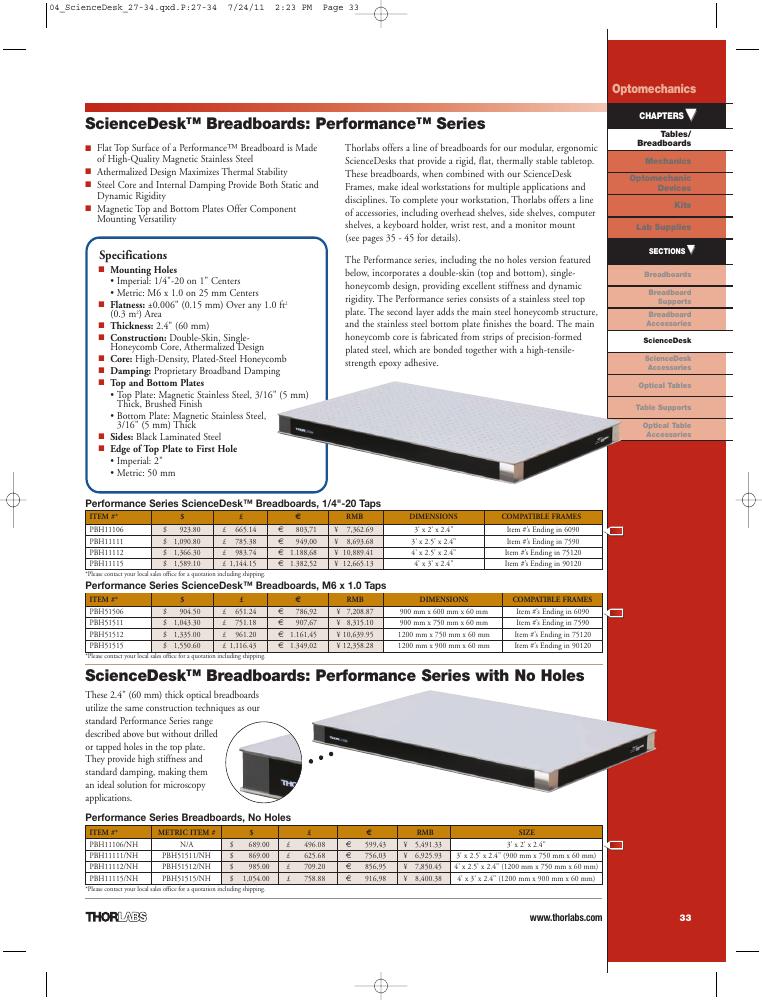 04_ScienceDesk_27-34.qxd.P:27-34 7/24/11 2:23 PM Page 33
Optomechanics
CHAPTERS
Tables/
Breadboards
Mechanics
Optomechanic
Devices
Kits
Lab Supplies
SECTIONS
Breadboards
Breadboard
Supports
Breadboard
Accessories
ScienceDesk
ScienceDesk
Accessories
Optical Tables
Table Supports
Optical Table
Accessories
ScienceDesk™ Breadboards: Performance™ Series
Flat Top Surface of a Performance™ Breadboard is Made
of High-Quality Magnetic Stainless Steel
Athermalized Design Maximizes Thermal Stability
Steel Core and Internal Damping Provide Both Static and
Dynamic Rigidity
Magnetic Top and Bottom Plates Offer Component
Mounting Versatility
Specifications
Mounting Holes
• Imperial: 1/4"-20 on 1" Centers
• Metric: M6 x 1.0 on 25 mm Centers
Flatness: ±0.006" (0.15 mm) Over any 1.0 ft²
(0.3 m²) Area
Thickness: 2.4" (60 mm)
Construction: Double-Skin, Single-
Honeycomb Core, Athermalized Design
Core: High-Density, Plated-Steel Honeycomb
Damping: Proprietary Broadband Damping
Top and Bottom Plates
• Top Plate: Magnetic Stainless Steel, 3/16" (5 mm)
Thick, Brushed Finish
• Bottom Plate: Magnetic Stainless Steel,
3/16" (5 mm) Thick
Sides: Black Laminated Steel
Edge of Top Plate to First Hole
• Imperial: 2"
• Metric: 50 mm
Thorlabs offers a line of breadboards for our modular, ergonomic
ScienceDesks that provide a rigid, flat, thermally stable tabletop.
These breadboards, when combined with our ScienceDesk
Frames, make ideal workstations for multiple applications and
disciplines. To complete your workstation, Thorlabs offers a line
of accessories, including overhead shelves, side shelves, computer
shelves, a keyboard holder, wrist rest, and a monitor mount
(see pages 35 - 45 for details).
The Performance series, including the no holes version featured
below, incorporates a double-skin (top and bottom), single-
honeycomb design, providing excellent stiffness and dynamic
rigidity. The Performance series consists of a stainless steel top
plate. The second layer adds the main steel honeycomb structure,
and the stainless steel bottom plate finishes the board. The main
honeycomb core is fabricated from strips of precision-formed
plated steel, which are bonded together with a high-tensile-
strength epoxy adhesive.
Performance Series ScienceDesk™ Breadboards, 1/4"-20 Taps
ITEM #* $ £ € RMB DIMENSIONS COMPATIBLE FRAMES
PBH11106 $ 923.80 £ 665.14 € 803,71 ¥ 7,362.69 3' x 2' x 2.4" Item #'s Ending in 6090
PBH11111 $ 1,090.80 £ 785.38 € 949,00 ¥ 8,693.68 3' x 2.5' x 2.4" Item #'s Ending in 7590
PBH11112 $ 1,366.30 £ 983.74 € 1.188,68 ¥ 10,889.41 4' x 2.5' x 2.4" Item #'s Ending in 75120
PBH11115 $ 1,589.10 £ 1,144.15 € 1.382,52 ¥ 12,665.13 4' x 3' x 2.4" Item #'s Ending in 90120
*Please contact your local sales office for a quotation including shipping.
Performance Series ScienceDesk™ Breadboards, M6 x 1.0 Taps
ITEM #* $ £ € RMB DIMENSIONS COMPATIBLE FRAMES
PBH51506 $ 904.50 £ 651.24 € 786,92 ¥ 7,208.87 900 mm x 600 mm x 60 mm Item #'s Ending in 6090
PBH51511 $ 1,043.30 £ 751.18 € 907,67 ¥ 8,315.10 900 mm x 750 mm x 60 mm Item #'s Ending in 7590
PBH51512 $ 1,335.00 £ 961.20 € 1.161,45 ¥ 10,639.95 1200 mm x 750 mm x 60 mm Item #'s Ending in 75120
PBH51515 $ 1,550.60 £ 1,116.43 € 1.349,02 ¥ 12,358.28 1200 mm x 900 mm x 60 mm Item #'s Ending in 90120
*Please contact your local sales office for a quotation including shipping.
ScienceDesk™ Breadboards: Performance Series with No Holes
These 2.4" (60 mm) thick optical breadboards
utilize the same construction techniques as our
standard Performance Series range
described above but without drilled
or tapped holes in the top plate.
They provide high stiffness and
standard damping, making them
an ideal solution for microscopy
applications.
Performance Series Breadboards, No Holes
ITEM #* METRIC ITEM # $ £ € RMB SIZE
PBH11106/NH N/A $ 689.00 £ 496.08 € 599,43 ¥ 5,491.33 3' x 2' x 2.4"
PBH11111/NH PBH51511/NH $ 869.00 £ 625.68 € 756,03 ¥ 6,925.93 3' x 2.5' x 2.4" (900 mm x 750 mm x 60 mm)
PBH11112/NH PBH51512/NH $ 985.00 £ 709.20 € 856,95 ¥ 7,850.45 4' x 2.5' x 2.4" (1200 mm x 750 mm x 60 mm)
PBH11115/NH PBH51515/NH $ 1,054.00 £ 758.88 € 916,98 ¥ 8,400.38 4' x 3' x 2.4" (1200 mm x 900 mm x 60 mm)
*Please contact your local sales office for a quotation including shipping.
THORLABS
www.thorlabs.com
33